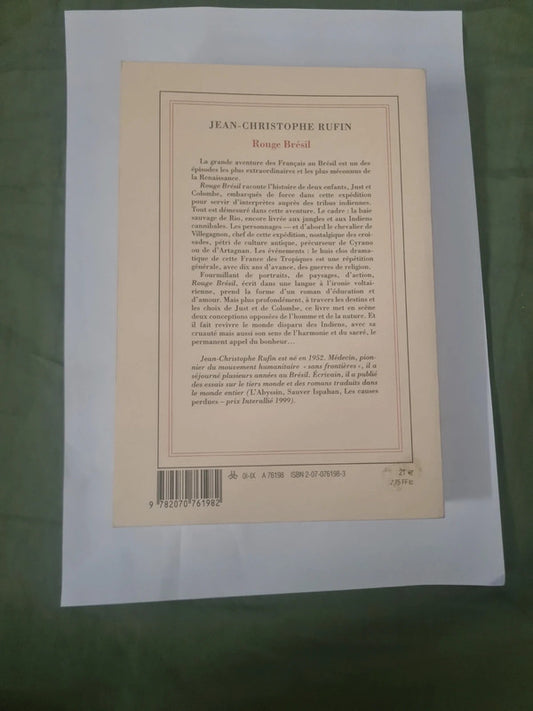 JEAN-CHRISTOPHE RUFIN
Rouge Brésil
La grande aventure des Français au Brésil est un des
épisodes les plus extraordinaires et les plus méconnus de
la Renaissance.
Rouge Brésil raconte l'histoire de deux enfants, Just et
Colombe, embarqués de force dans cette expédition
pour servir d'interprètes auprès des tribus indiennes.
Tout est démesuré dans cette aventure. Le cadre : la baie
sauvage de Rio, encore livrée aux jungles et aux Indiens
cannibales. Les personnages — et d'abord le chevalier de
Villegagnon, chef de cette expédition, nostalgique des croi-
sades, pétri de culture antique, précurseur de Cyrano
ou de d'Artagnan. Les événements : le huis clos drama-
tique de cette France des Tropiques est une répétition
générale, avec dix ans d'avance, des guerres de religion.
Fourmillant de portraits, de paysages, d'action,
Rouge Brésil, écrit dans une langue à l'ironie voltai-
rienne, prend la forme d'un roman d'éducation et
d'amour. Mais plus profondément, à travers les destins et
les choix de Just et de Colombe, ce livre met en scène
deux conceptions opposées de l'homme et de la nature. Et
il fait revivre le monde disparu des Indiens, avec sa
cruauté mais aussi son sens de l'harmonie et du sacré, le
permanent appel du bonheur…
Jean-Christophe Rufin est né en 1952. Médecin, pion-
nier du mouvement humanitaire « sans frontières », il a
séjourné plusieurs années au Brésil. Écrivain, il a publié
des essais sur le tiers monde et des romans traduits dans
le monde entier (L'Abyssin, Sauver Ispahan, Les causes
perdues – prix Interallié 1999).
01-IX A 76198 ISBN 2-07-076198-3
9 782070 761982